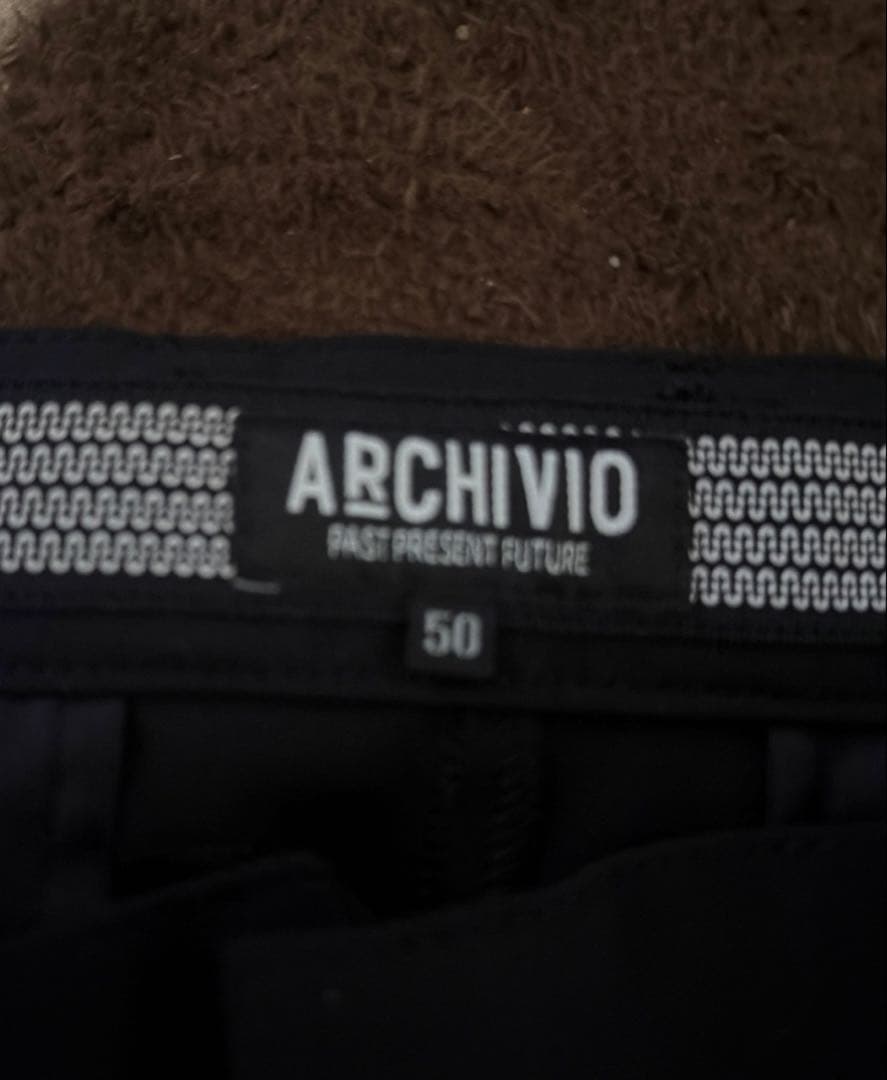 ARCHIVIO
PAST PRESENT FUTURE
50